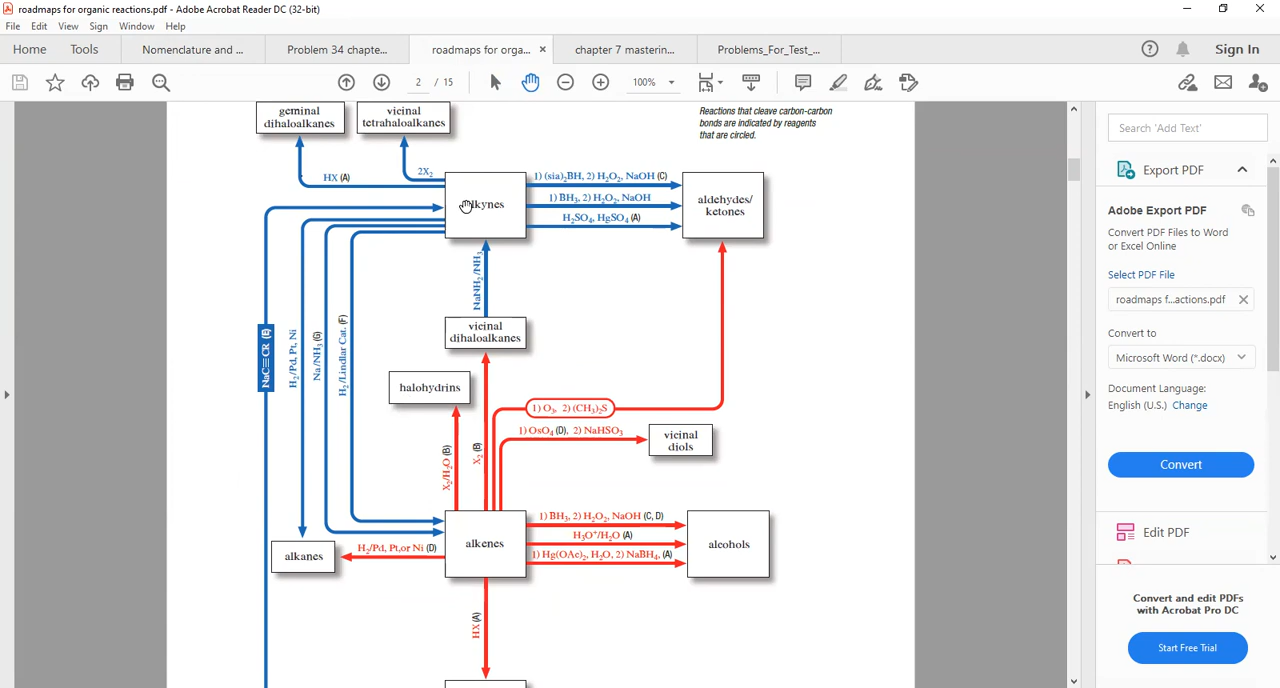 roadmaps for organic reactions.pdf - Adobe Acrobat Reader DC (32-bit)
File Edit View Sign Window Help
Home Tools Nomenclature and ... Problem 34 chapte... roadmaps for orga... × chapter 7 masterin... Problems_For_Test_... Sign In
2 / 15 100%
geminal
dihaloalkanes
vicinal
tetrahaloalkanes
Reactions that cleave carbon-carbon
bonds are indicated by reagents
that are circled.
HX (A)
2X₂
alkynes
1) (sia)₂BH, 2) H₂O₂, NaOH (C)
1) BH₃, 2) H₂O₂, NaOH
H₂SO₄, HgSO₄ (A)
aldehydes/
ketones
NaNH₂/NH₃
vicinal
dihaloalkanes
NaC≡CR (E)
H₂/Pd, Pt, Ni
Na/NH₃ (G)
H₂/Lindlar Cat. (F)
halohydrins
1) O₃, 2) (CH₃)₂S
1) OsO₄ (D), 2) NaHSO₃
vicinal
diols
X₂/H₂O (B)
X₂ (B)
alkenes
1) BH₃, 2) H₂O₂, NaOH (C, D)
H₃O⁺/H₂O (A)
1) Hg(OAc)₂, H₂O, 2) NaBH₄, (A)
alcohols
alkanes
H₂/Pd, Pt,or Ni (D)
HX (A)
Search 'Add Text'
Export PDF
Adobe Export PDF
Convert PDF Files to Word
or Excel Online
Select PDF File
roadmaps f...actions.pdf
Convert to
Microsoft Word (*.docx)
Document Language:
English (U.S.) Change
Convert
Edit PDF
Convert and edit PDFs
with Acrobat Pro DC
Start Free Trial